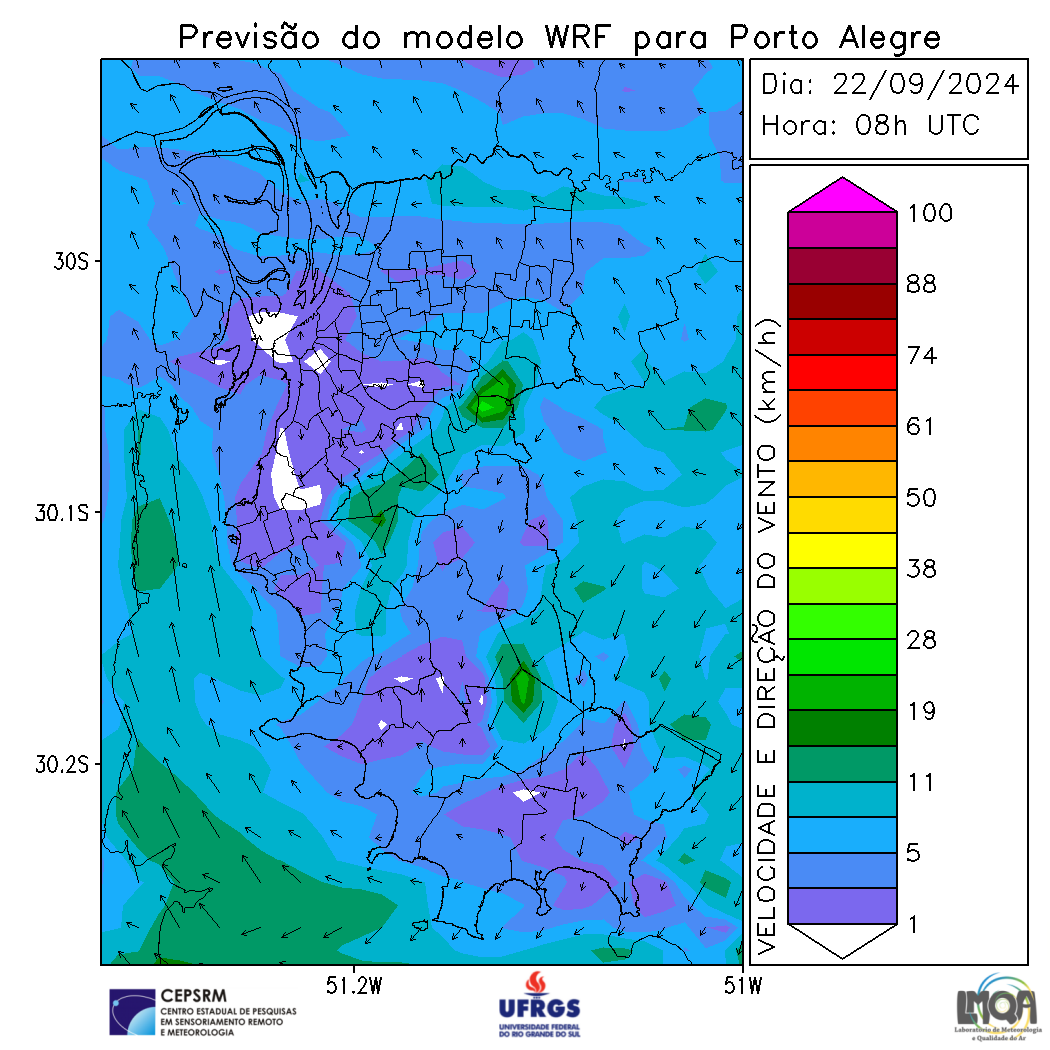 Previsão do modelo WRF para Porto Alegre
Dia: 22/09/2024
Hora: 08h UTC
30S
30.1S
30.2S
51.2W
51W
VELOCIDADE E DIREÇÃO DO VENTO (km/h)
100
88
74
61
50
38
28
19
11
5
1
CEPSRM
CENTRO ESTADUAL DE PESQUISAS
EM SENSORIAMENTO REMOTO
E METEOROLOGIA
UFRGS
UNIVERSIDADE FEDERAL
DO RIO GRANDE DO SUL
LMQA
Laboratório de Meteorologia
e Qualidade do Ar